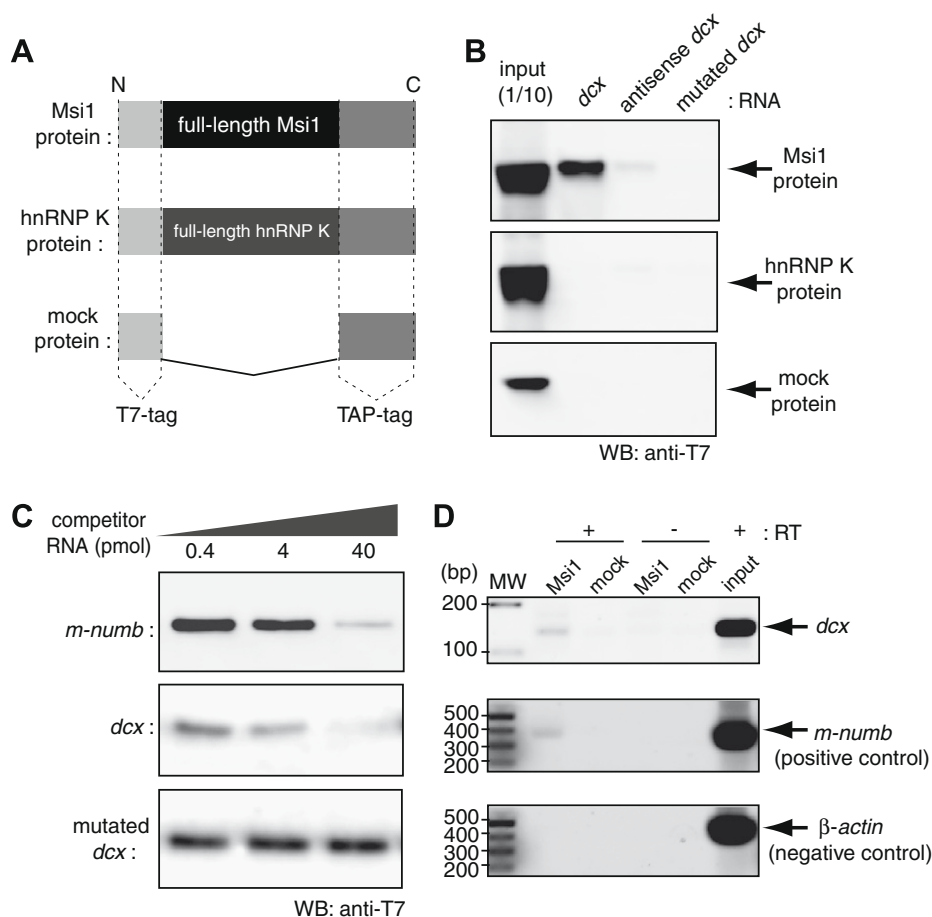 A
N
C
Msi1
protein :
full-length Msi1
hnRNP K
protein :
full-length hnRNP K
mock
protein :
T7-tag
TAP-tag
B
input
(1/10)
dcx
antisense dcx
mutated dcx
: RNA
Msi1
protein
hnRNP K
protein
mock
protein
WB: anti-T7
C
competitor
RNA (pmol)
0.4 4 40
m-numb :
dcx :
mutated
dcx :
WB: anti-T7
D
+ - + : RT
(bp) MW Msi1 mock Msi1 mock input
200
100
dcx
500
400
300
200
m-numb
(positive control)
500
400
300
200
β-actin
(negative control)